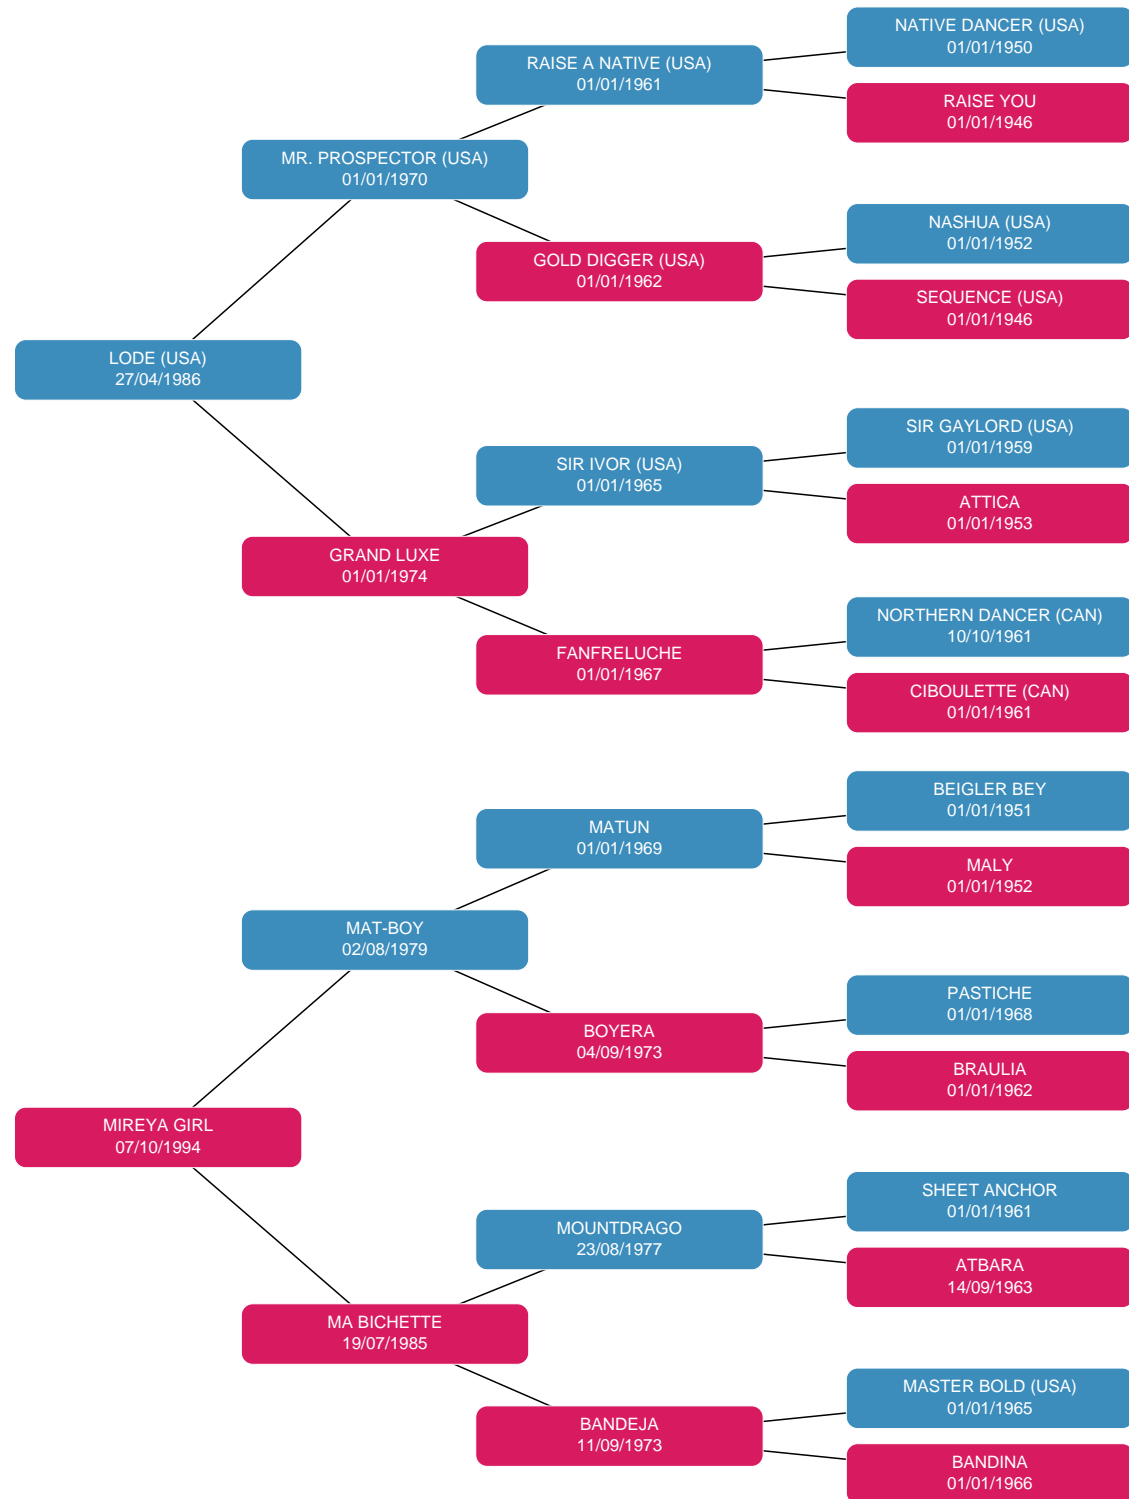 NATIVE DANCER (USA)
01/01/1950
RAISE A NATIVE (USA)
01/01/1961
RAISE YOU
01/01/1946
MR. PROSPECTOR (USA)
01/01/1970
NASHUA (USA)
01/01/1952
GOLD DIGGER (USA)
01/01/1962
SEQUENCE (USA)
01/01/1946
LODE (USA)
27/04/1986
SIR GAYLORD (USA)
01/01/1959
SIR IVOR (USA)
01/01/1965
ATTICA
01/01/1953
GRAND LUXE
01/01/1974
NORTHERN DANCER (CAN)
10/10/1961
FANFRELUCHE
01/01/1967
CIBOULETTE (CAN)
01/01/1961
BEIGLER BEY
01/01/1951
MATUN
01/01/1969
MALY
01/01/1952
MAT-BOY
02/08/1979
PASTICHE
01/01/1968
BOYERA
04/09/1973
BRAULIA
01/01/1962
MIREYA GIRL
07/10/1994
SHEET ANCHOR
01/01/1961
MOUNTDRAGO
23/08/1977
ATBARA
14/09/1963
MA BICHETTE
19/07/1985
MASTER BOLD (USA)
01/01/1965
BANDEJA
11/09/1973
BANDINA
01/01/1966